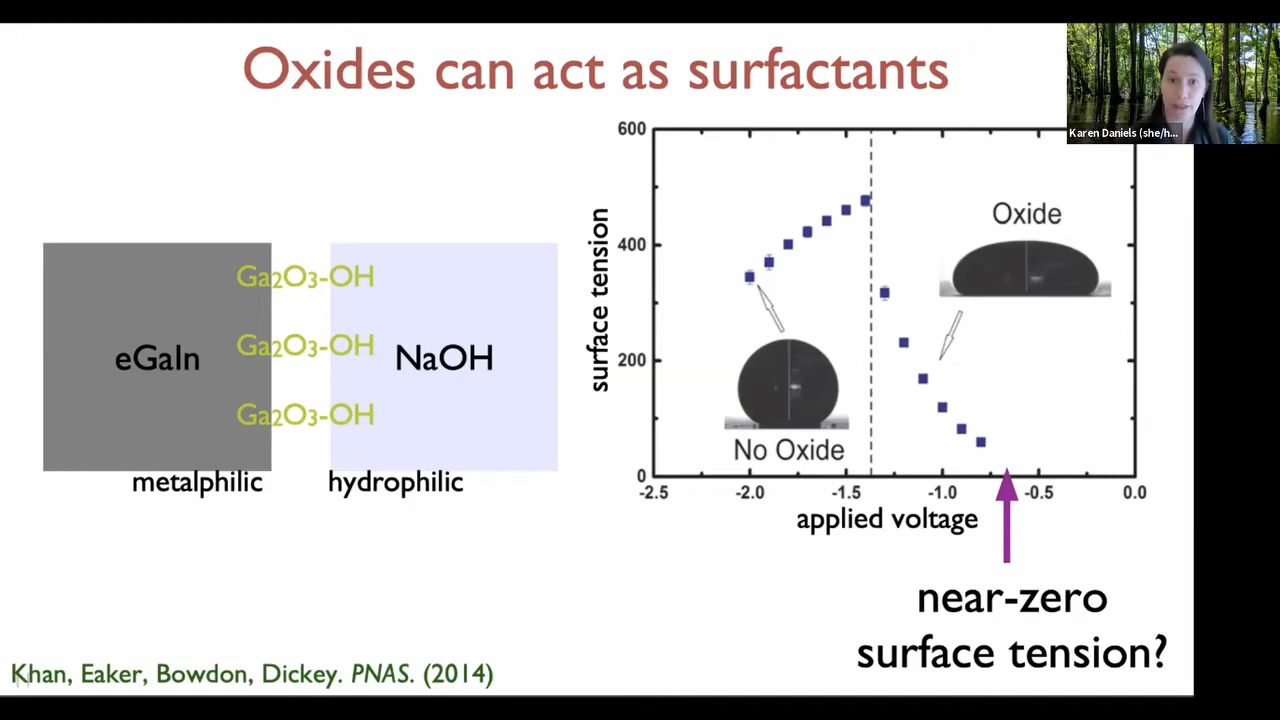 Oxides can act as surfactants
Karen Daniels (she/h...
Ga2O3-OH
Ga2O3-OH
Ga2O3-OH
eGaIn
NaOH
metalphilic
hydrophilic
600
400
200
0
surface tension
Oxide
No Oxide
-2.5
-2.0
-1.5
-1.0
-0.5
0.0
applied voltage
near-zero
surface tension?
Khan, Eaker, Bowdon, Dickey. PNAS. (2014)